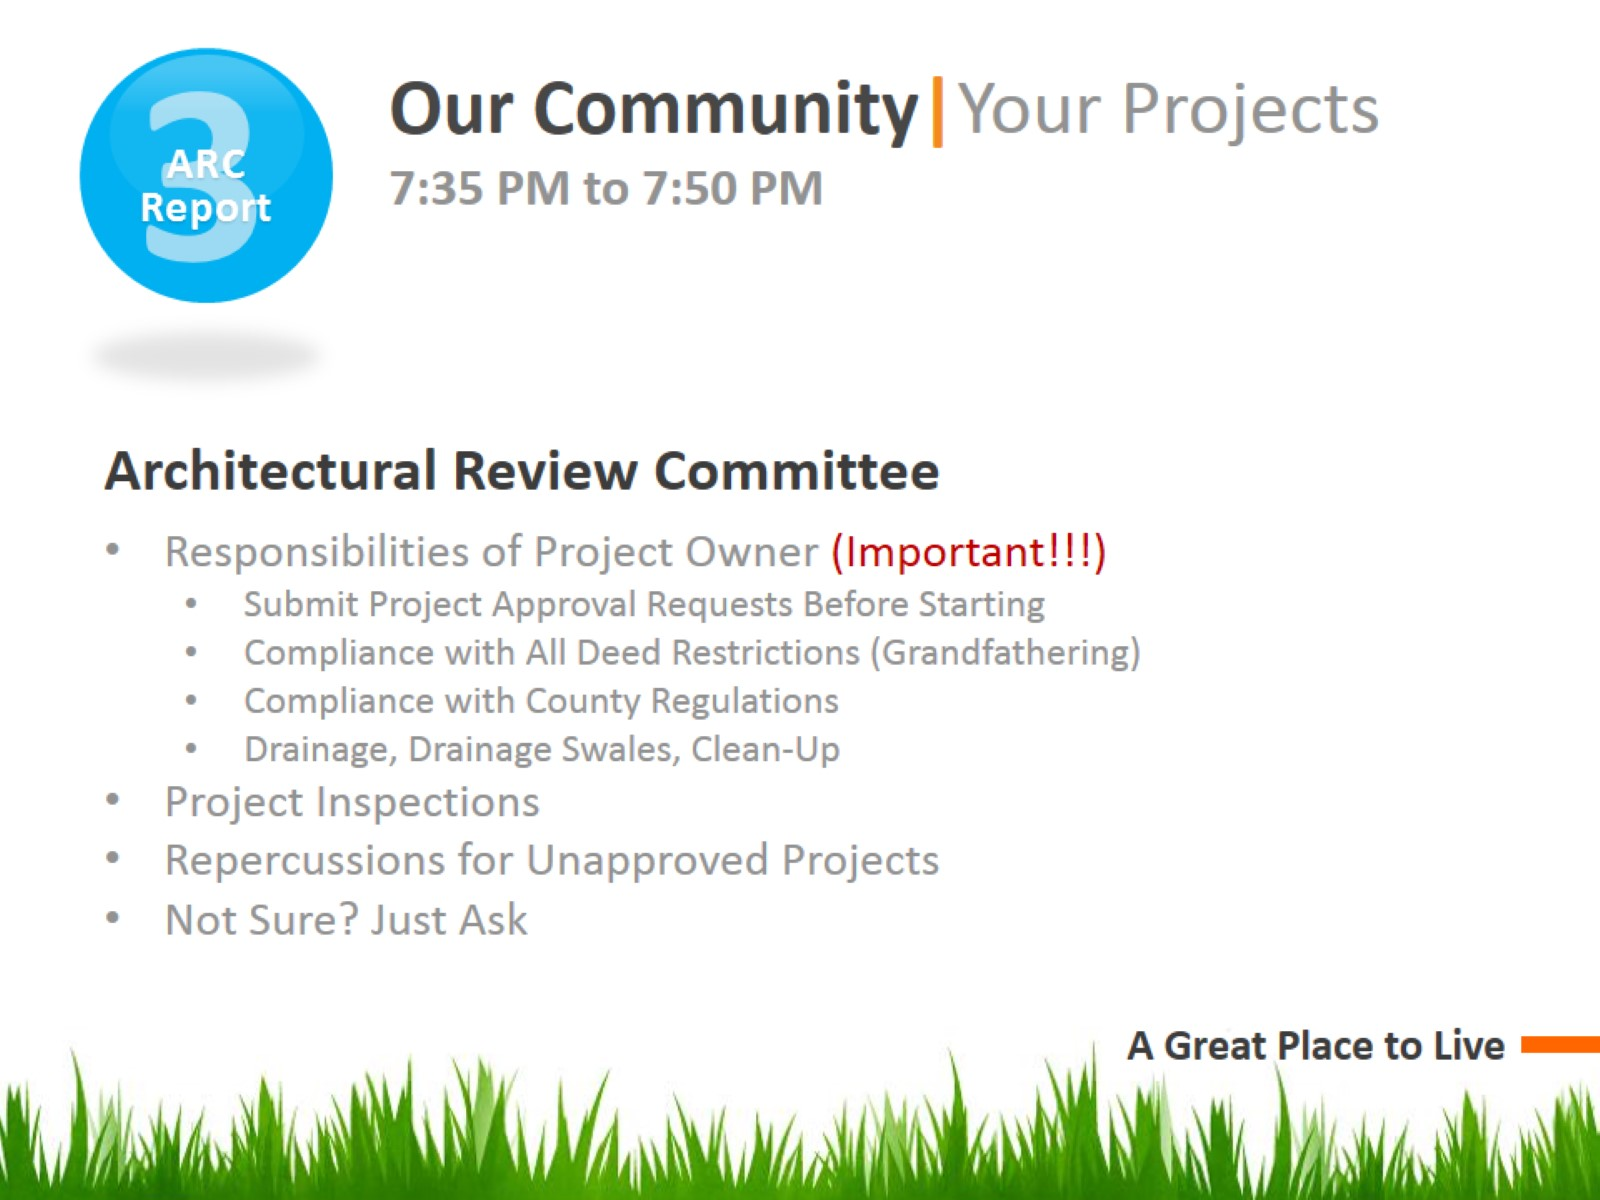 3
ARC
Report
Our Community|Your Projects
7:35 PM to 7:50 PM
Architectural Review Committee
• Responsibilities of Project Owner (Important!!!)
• Submit Project Approval Requests Before Starting
• Compliance with All Deed Restrictions (Grandfathering)
• Compliance with County Regulations
• Drainage, Drainage Swales, Clean-Up
• Project Inspections
• Repercussions for Unapproved Projects
• Not Sure? Just Ask
A Great Place to Live